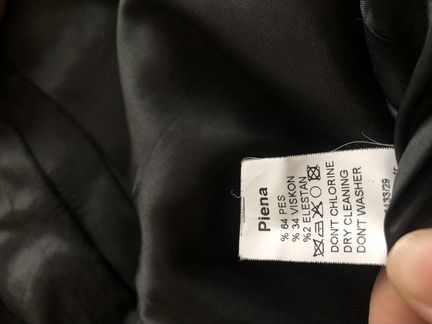 Piena
% 64 PES
% 34 VISKON
%2 ELESTAN
DON'T CHLORINE
DRY CLEANING
DON'T WASHER